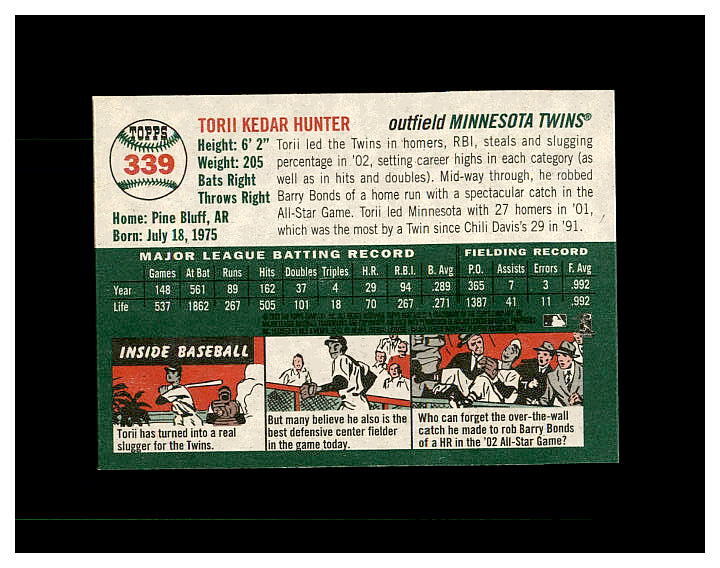 TOPPS
339
TORII KEDAR HUNTER
outfield MINNESOTA TWINS®
Height: 6' 2"
Weight: 205
Bats Right
Throws Right
Home: Pine Bluff, AR
Born: July 18, 1975
Torii led the Twins in homers, RBI, steals and slugging
percentage in '02, setting career highs in each category (as
well as in hits and doubles). Mid-way through, he robbed
Barry Bonds of a home run with a spectacular catch in the
All-Star Game. Torii led Minnesota with 27 homers in '01,
which was the most by a Twin since Chili Davis's 29 in '91.
MAJOR LEAGUE BATTING RECORD FIELDING RECORD
Games At Bat Runs Hits Doubles Triples H.R. R.B.I. B. Avg P.O. Assists Errors F. Avg
Year 148 561 89 162 37 4 29 94 .289 365 7 3 .992
Life 537 1862 267 505 101 18 70 267 .271 1387 41 11 .992
INSIDE BASEBALL
Torii has turned into a real
slugger for the Twins.
But many believe he also is the
best defensive center fielder
in the game today.
Who can forget the over-the-wall
catch he made to rob Barry Bonds
of a HR in the '02 All-Star Game?